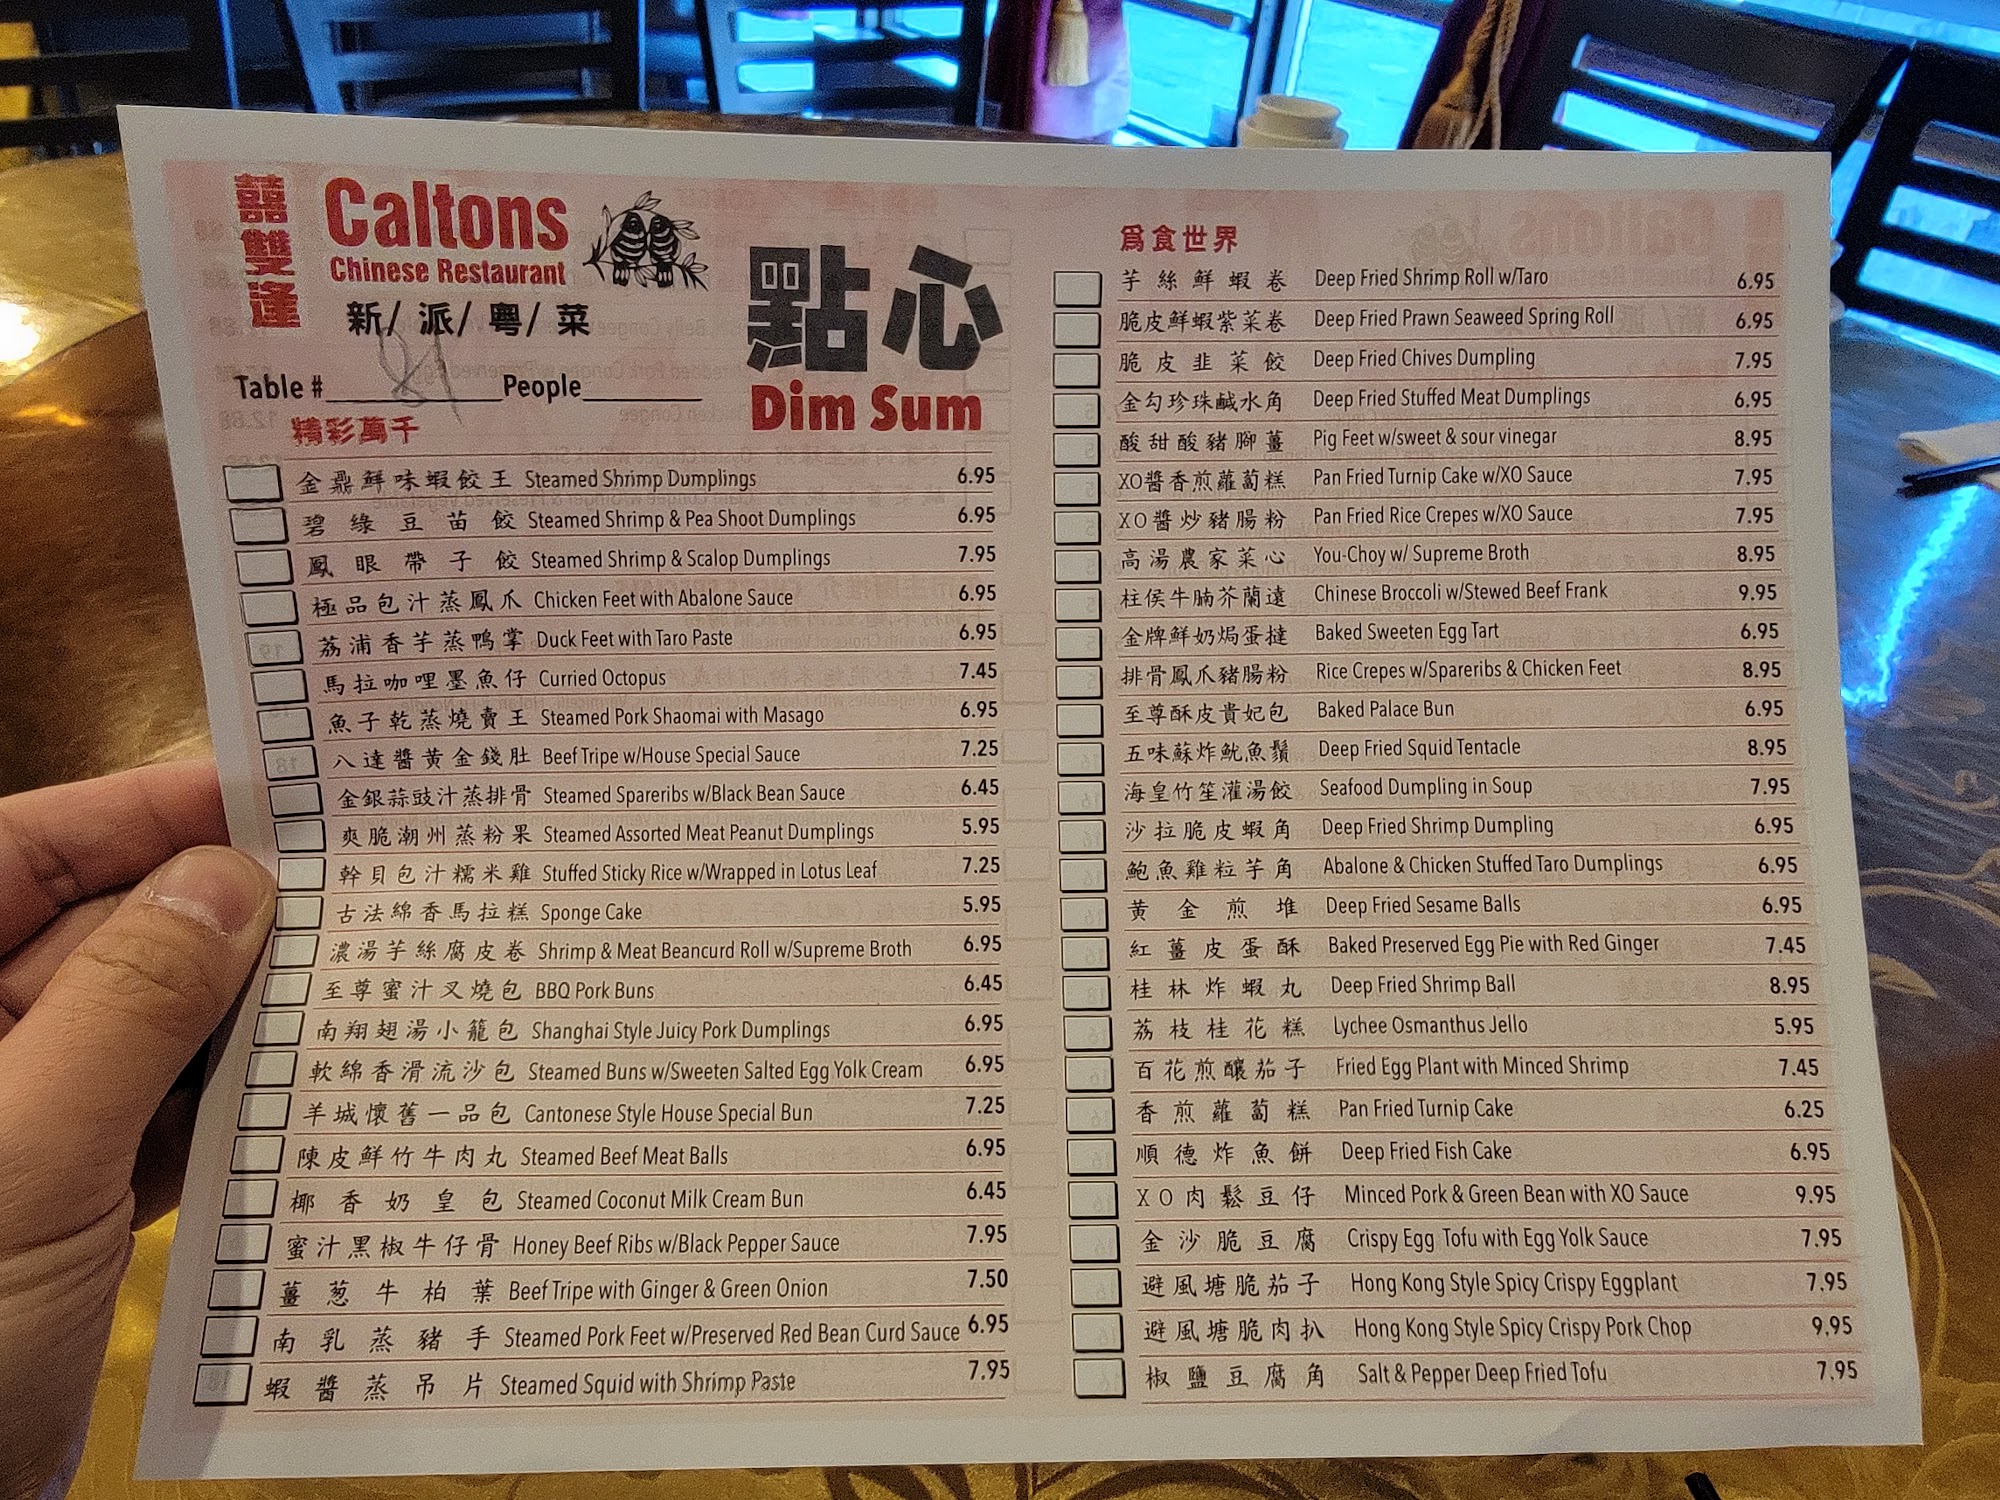 囍雙逢
Caltons
Chinese Restaurant
新/ 派/ 粵/ 菜
點心
Dim Sum
Table # People
精彩萬千
金鼎鮮味蝦餃王 Steamed Shrimp Dumplings 6.95
碧綠豆苗餃 Steamed Shrimp & Pea Shoot Dumplings 6.95
鳳眼帶子餃 Steamed Shrimp & Scalop Dumplings 7.95
極品包汁蒸鳳爪 Chicken Feet with Abalone Sauce 6.95
荔浦香芋蒸鴨掌 Duck Feet with Taro Paste 6.95
馬拉咖哩墨魚仔 Curried Octopus 7.45
魚子乾蒸燒賣王 Steamed Pork Shaomai with Masago 6.95
八達醬黃金錢肚 Beef Tripe w/House Special Sauce 7.25
金銀蒜豉汁蒸排骨 Steamed Spareribs w/Black Bean Sauce 6.45
爽脆潮州蒸粉果 Steamed Assorted Meat Peanut Dumplings 5.95
幹貝包汁糯米雞 Stuffed Sticky Rice w/Wrapped in Lotus Leaf 7.25
古法綿香馬拉糕 Sponge Cake 5.95
濃湯芋絲腐皮卷 Shrimp & Meat Beancurd Roll w/Supreme Broth 6.95
至尊蜜汁叉燒包 BBQ Pork Buns 6.45
南翔翅湯小籠包 Shanghai Style Juicy Pork Dumplings 6.95
軟綿香滑流沙包 Steamed Buns w/Sweeten Salted Egg Yolk Cream 6.95
羊城懷舊一品包 Cantonese Style House Special Bun 7.25
陳皮鮮竹牛肉丸 Steamed Beef Meat Balls 6.95
椰香奶皇包 Steamed Coconut Milk Cream Bun 6.45
蜜汁黑椒牛仔骨 Honey Beef Ribs w/Black Pepper Sauce 7.95
薑葱牛柏葉 Beef Tripe with Ginger & Green Onion 7.50
南乳蒸豬手 Steamed Pork Feet w/Preserved Red Bean Curd Sauce 6.95
蝦醬蒸吊片 Steamed Squid with Shrimp Paste 7.95
爲食世界
芋絲鮮蝦卷 Deep Fried Shrimp Roll w/Taro 6.95
脆皮鮮蝦紫菜卷 Deep Fried Prawn Seaweed Spring Roll 6.95
脆皮韭菜餃 Deep Fried Chives Dumpling 7.95
金勾珍珠鹹水角 Deep Fried Stuffed Meat Dumplings 6.95
酸甜酸豬腳薑 Pig Feet w/sweet & sour vinegar 8.95
XO醬香煎蘿蔔糕 Pan Fried Turnip Cake w/XO Sauce 7.95
XO醬炒豬腸粉 Pan Fried Rice Crepes w/XO Sauce 7.95
高湯農家菜心 You-Choy w/ Supreme Broth 8.95
柱侯牛腩芥蘭遠 Chinese Broccoli w/Stewed Beef Frank 9.95
金牌鮮奶焗蛋撻 Baked Sweeten Egg Tart 6.95
排骨鳳爪豬腸粉 Rice Crepes w/Spareribs & Chicken Feet 8.95
至尊酥皮貴妃包 Baked Palace Bun 6.95
五味蘇炸魷魚鬚 Deep Fried Squid Tentacle 8.95
海皇竹笙灌湯餃 Seafood Dumpling in Soup 7.95
沙拉脆皮蝦角 Deep Fried Shrimp Dumpling 6.95
鮑魚雞粒芋角 Abalone & Chicken Stuffed Taro Dumplings 6.95
黃金煎堆 Deep Fried Sesame Balls 6.95
紅薑皮蛋酥 Baked Preserved Egg Pie with Red Ginger 7.45
桂林炸蝦丸 Deep Fried Shrimp Ball 8.95
荔枝桂花糕 Lychee Osmanthus Jello 5.95
百花煎釀茄子 Fried Egg Plant with Minced Shrimp 7.45
香煎蘿蔔糕 Pan Fried Turnip Cake 6.25
順德炸魚餅 Deep Fried Fish Cake 6.95
XO肉鬆豆仔 Minced Pork & Green Bean with XO Sauce 9.95
金沙脆豆腐 Crispy Egg Tofu with Egg Yolk Sauce 7.95
避風塘脆茄子 Hong Kong Style Spicy Crispy Eggplant 7.95
避風塘脆肉扒 Hong Kong Style Spicy Crispy Pork Chop 9.95
椒鹽豆腐角 Salt & Pepper Deep Fried Tofu 7.95